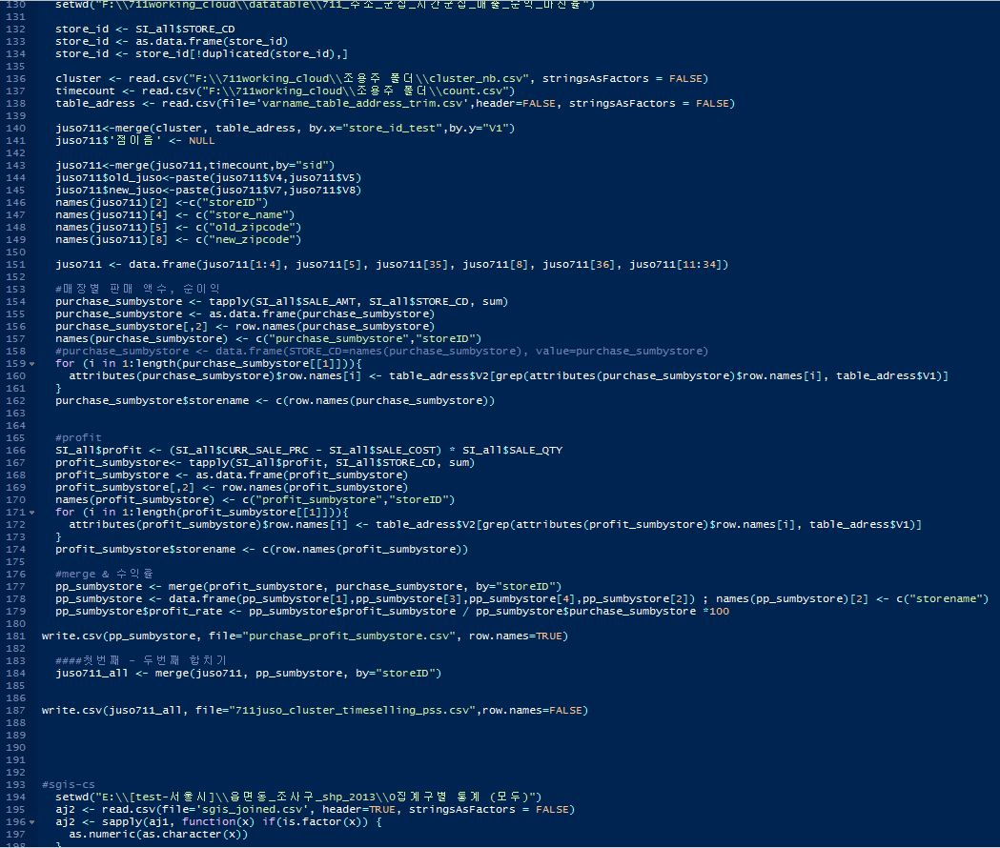 130 setwd("F:\\711working_cloud\\datatable\\711_주소_군집_시간군집_매출_순익_마진율")
131
132 store_id <- SI_all$STORE_CD
133 store_id <- as.data.frame(store_id)
134 store_id <- store_id[!duplicated(store_id),]
135
136 cluster <- read.csv("F:\\711working_cloud\\조용주 폴더\\cluster_nb.csv", stringsAsFactors = FALSE)
137 timecount <- read.csv("F:\\711working_cloud\\조용주 폴더\\count.csv")
138 table_adress <- read.csv(file='varname_table_address_trim.csv',header=FALSE, stringsAsFactors = FALSE)
139
140 juso711<-merge(cluster, table_adress, by.x="store_id_test",by.y="V1")
141 juso711$'점이름' <- NULL
142
143 juso711<-merge(juso711,timecount,by="sid")
144 juso711$old_juso<-paste(juso711$V4,juso711$V5)
145 juso711$new_juso<-paste(juso711$V7,juso711$V8)
146 names(juso711)[2] <-c("storeID")
147 names(juso711)[4] <- c("store_name")
148 names(juso711)[5] <- c("old_zipcode")
149 names(juso711)[8] <- c("new_zipcode")
150
151 juso711 <- data.frame(juso711[1:4], juso711[5], juso711[35], juso711[8], juso711[36], juso711[11:34])
152
153 #매장별 판매 액수, 순이익
154 purchase_sumbystore <- tapply(SI_all$SALE_AMT, SI_all$STORE_CD, sum)
155 purchase_sumbystore <- as.data.frame(purchase_sumbystore)
156 purchase_sumbystore[,2] <- row.names(purchase_sumbystore)
157 names(purchase_sumbystore) <- c("purchase_sumbystore","storeID")
158 #purchase_sumbystore <- data.frame(STORE_CD=names(purchase_sumbystore), value=purchase_sumbystore)
159 for (i in 1:length(purchase_sumbystore[[1]])){
160 attributes(purchase_sumbystore)$row.names[i] <- table_adress$V2[grep(attributes(purchase_sumbystore)$row.names[i], table_adress$V1)]
161 }
162 purchase_sumbystore$storename <- c(row.names(purchase_sumbystore))
163
164
165 #profit
166 SI_all$profit <- (SI_all$CURR_SALE_PRC - SI_all$SALE_COST) * SI_all$SALE_QTY
167 profit_sumbystore<- tapply(SI_all$profit, SI_all$STORE_CD, sum)
168 profit_sumbystore <- as.data.frame(profit_sumbystore)
169 profit_sumbystore[,2] <- row.names(profit_sumbystore)
170 names(profit_sumbystore) <- c("profit_sumbystore","storeID")
171 for (i in 1:length(profit_sumbystore[[1]])){
172 attributes(profit_sumbystore)$row.names[i] <- table_adress$V2[grep(attributes(profit_sumbystore)$row.names[i], table_adress$V1)]
173 }
174 profit_sumbystore$storename <- c(row.names(profit_sumbystore))
175
176 #merge & 수익율
177 pp_sumbystore <- merge(profit_sumbystore, purchase_sumbystore, by="storeID")
178 pp_sumbystore <- data.frame(pp_sumbystore[1],pp_sumbystore[3],pp_sumbystore[4],pp_sumbystore[2]) ; names(pp_sumbystore)[2] <- c("storename")
179 pp_sumbystore$profit_rate <- pp_sumbystore$profit_sumbystore / pp_sumbystore$purchase_sumbystore *100
180
181 write.csv(pp_sumbystore, file="purchase_profit_sumbystore.csv", row.names=TRUE)
182
183 ####첫번째 - 두번째 합치기
184 juso711_all <- merge(juso711, pp_sumbystore, by="storeID")
185
186
187 write.csv(juso711_all, file="711juso_cluster_timeselling_pss.csv",row.names=FALSE)
188
189
190
191
192
193 #sgis-cs
194 setwd("E:\\[test-서울시]\\읍면동_조사구_shp_2013\\0집계구별 통계 (모두)")
195 aj2 <- read.csv(file='sgis_joined.csv', header=TRUE, stringsAsFactors = FALSE)
196 aj2 <- sapply(aj1, function(x) if(is.factor(x)) {
197 as.numeric(as.character(x))
198 }